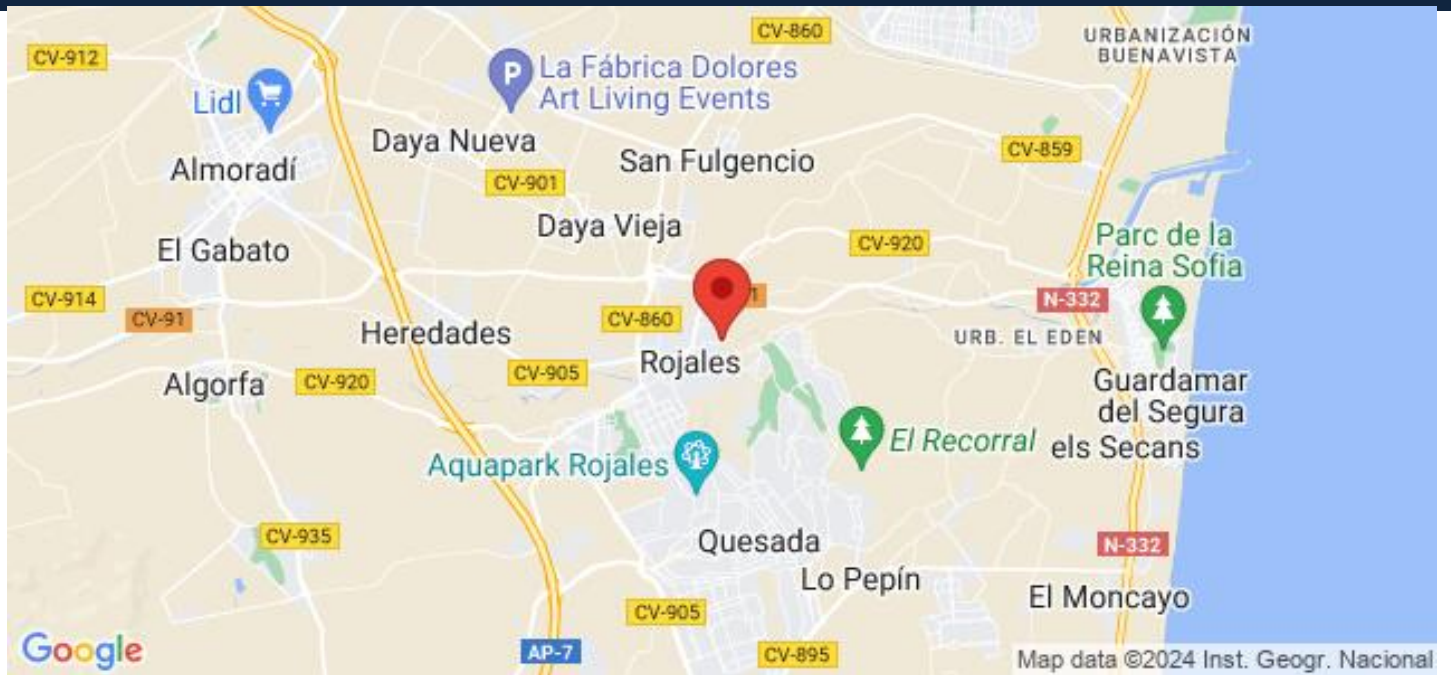 CV-912
CV-860
URBANIZACIÓN
BUENAVISTA
La Fábrica Dolores
Art Living Events
Lidl
Daya Nueva
San Fulgencio
CV-859
Almoradí
CV-901
Daya Vieja
Parc de la
Reina Sofia
El Gabato
CV-920
CV-914
CV-91
Heredades
CV-860
1
N-332
URB. EL EDEN
Rojales
Algorfa
CV-920
CV-905
Guardamar
del Segura
El Recorral
els Secans
Aquapark Rojales
CV-935
Quesada
N-332
Lo Pepín
El Moncayo
CV-905
Google
AP-7
CV-895
Map data ©2024 Inst. Geogr. Nacional